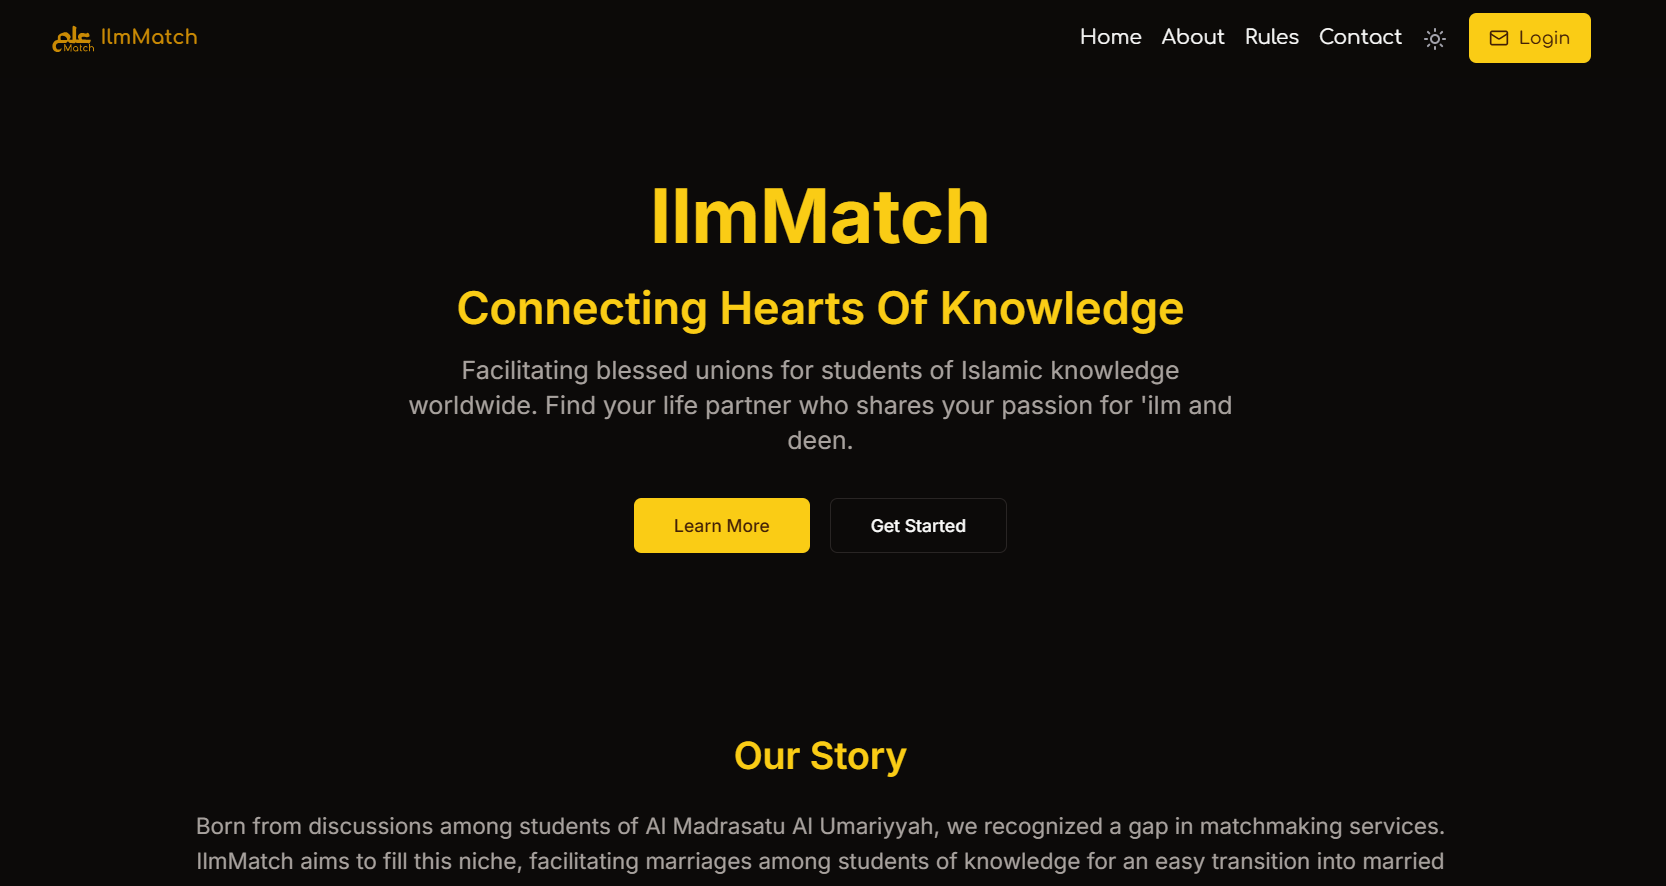 علم
Match
IlmMatch
Home
About
Rules
Contact
Login
IlmMatch
Connecting Hearts Of Knowledge
Facilitating blessed unions for students of Islamic knowledge
worldwide. Find your life partner who shares your passion for 'ilm and
deen.
Learn More
Get Started
Our Story
Born from discussions among students of Al Madrasatu Al Umariyyah, we recognized a gap in matchmaking services.
IlmMatch aims to fill this niche, facilitating marriages among students of knowledge for an easy transition into married